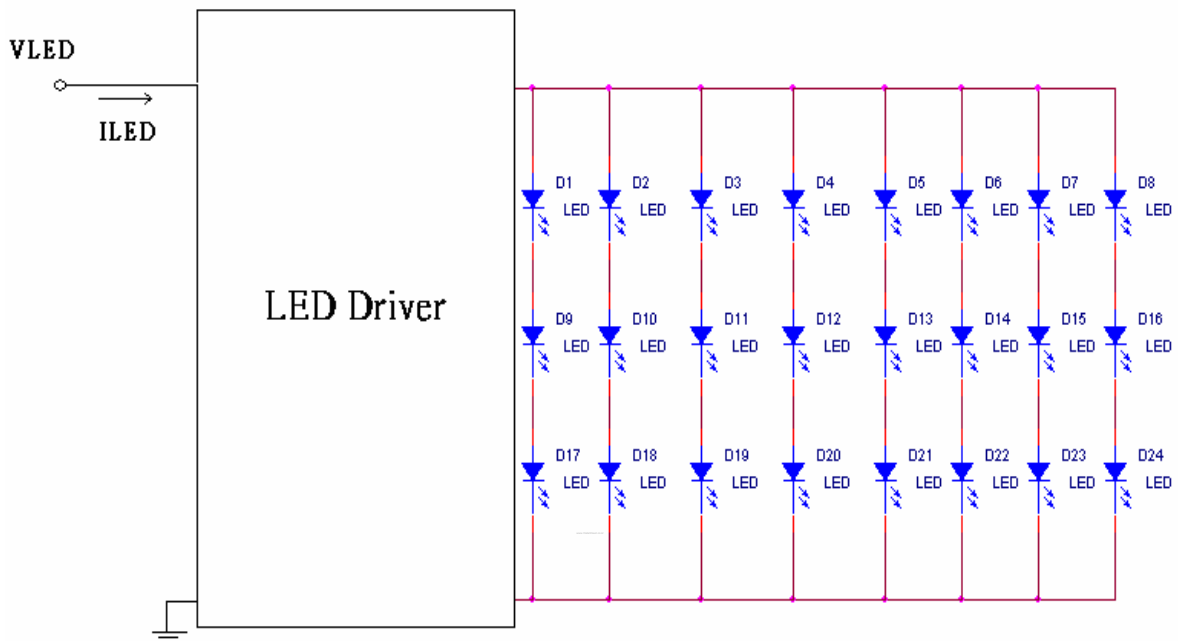 VLED
ILED
LED Driver
D1 D2 D3 D4 D5 D6 D7 D8
LED LED LED LED LED LED LED LED
D9 D10 D11 D12 D13 D14 D15 D16
LED LED LED LED LED LED LED LED
D17 D18 D19 D20 D21 D22 D23 D24
LED LED LED LED LED LED LED LED